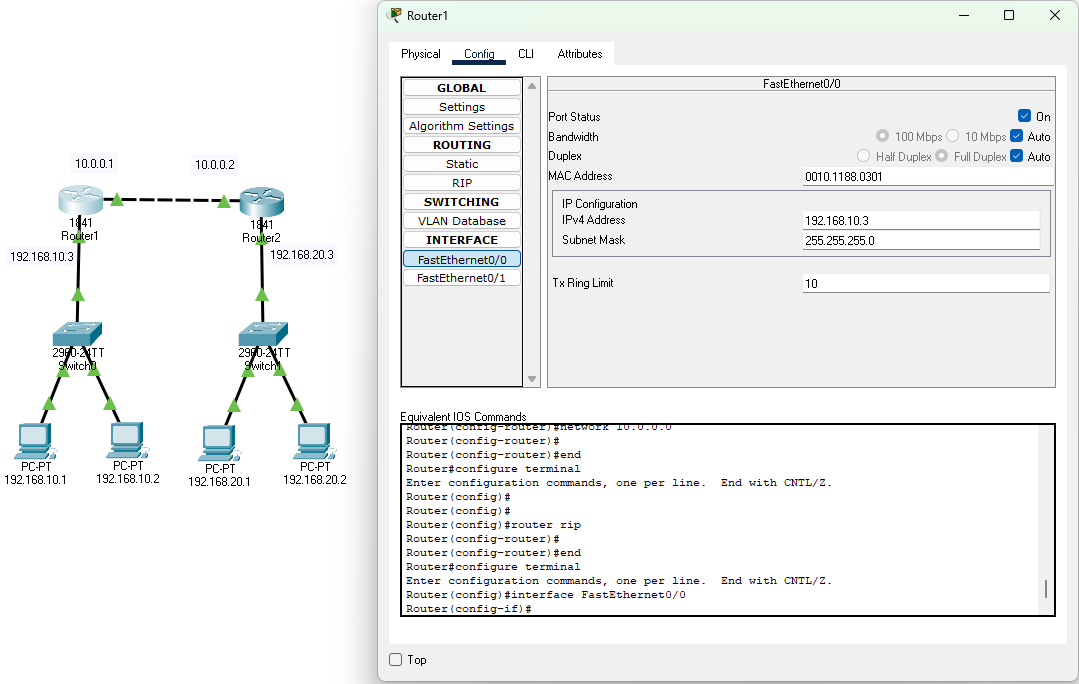 Router1
Physical
Config
CLI
Attributes
GLOBAL
Settings
Algorithm Settings
ROUTING
Static
RIP
SWITCHING
VLAN Database
INTERFACE
FastEthernet0/0
FastEthernet0/1
FastEthernet0/0
Port Status
On
Bandwidth
100 Mbps
10 Mbps
Auto
Duplex
Half Duplex
Full Duplex
Auto
MAC Address
0010.1188.0301
IP Configuration
IPv4 Address
192.168.10.3
Subnet Mask
255.255.255.0
Tx Ring Limit
10
Equivalent IOS Commands
Router(config-router)#network 10.0.0.0
Router(config-router)#
Router(config-router)#end
Router#configure terminal
Enter configuration commands, one per line. End with CNTL/Z.
Router(config)#
Router(config)#
Router(config)#router rip
Router(config-router)#
Router(config-router)#end
Router#configure terminal
Enter configuration commands, one per line. End with CNTL/Z.
Router(config)#interface FastEthernet0/0
Router(config-if)#
Top
10.0.0.1
10.0.0.2
1841
Router1
1841
Router2
192.168.10.3
192.168.20.3
2960-24TT
Switch0
2960-24TT
Switch1
PC-PT
192.168.10.1
PC-PT
192.168.10.2
PC-PT
192.168.20.1
PC-PT
192.168.20.2